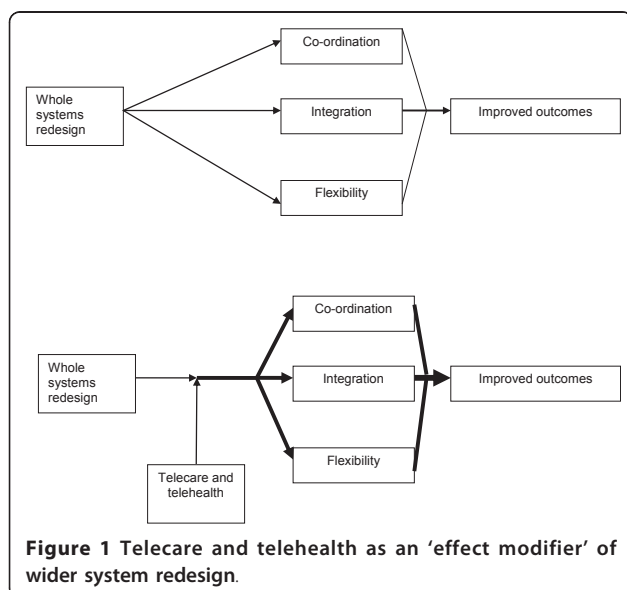 Co-ordination
Whole
systems
redesign
Integration
Improved outcomes
Flexibility
Co-ordination
Whole
systems
redesign
Integration
Improved outcomes
Flexibility
Telecare and
telehealth
Figure 1 Telecare and telehealth as an ‘effect modifier’ of
wider system redesign.